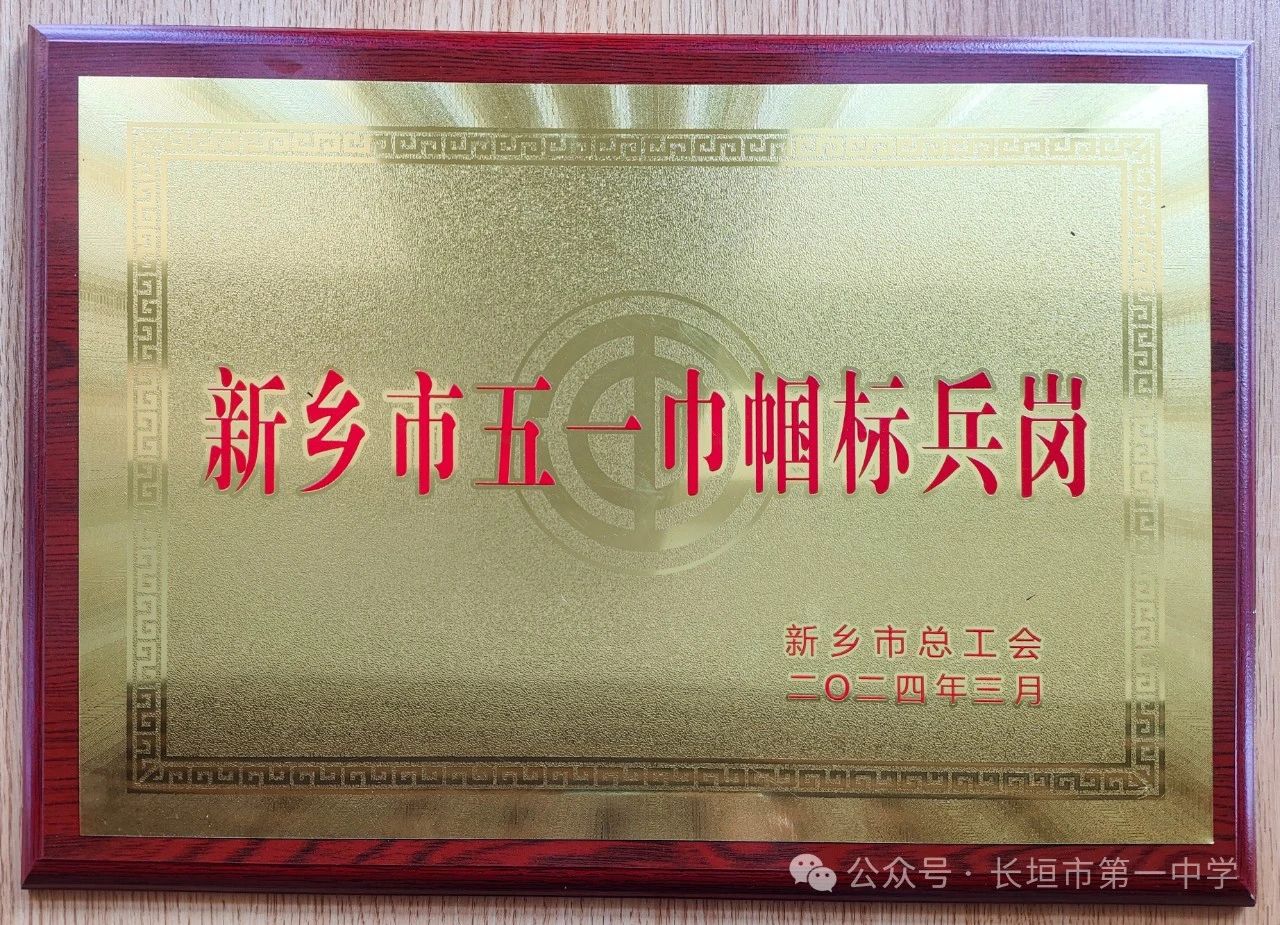 新乡市五一巾帼标兵岗
新乡市总工会
二〇二四年三月
公众号·长垣市第一中学